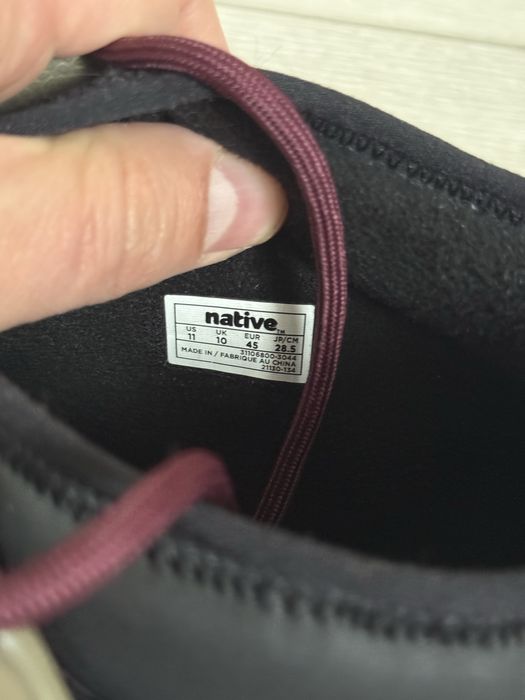 native™
US UK EUR JP/CM
11 10 45 28.5
31106800-3044
MADE IN / FABRIQUE AU CHINA
21130-134